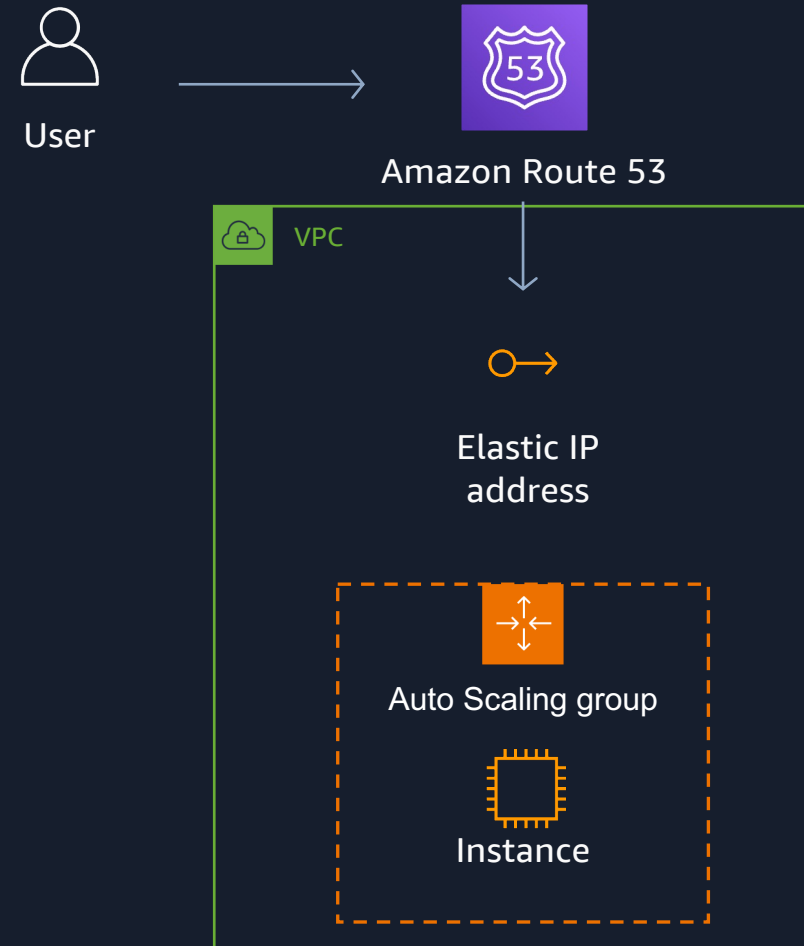 53
User
Amazon Route 53
VPC
Elastic IP
address
Auto Scaling group
Instance